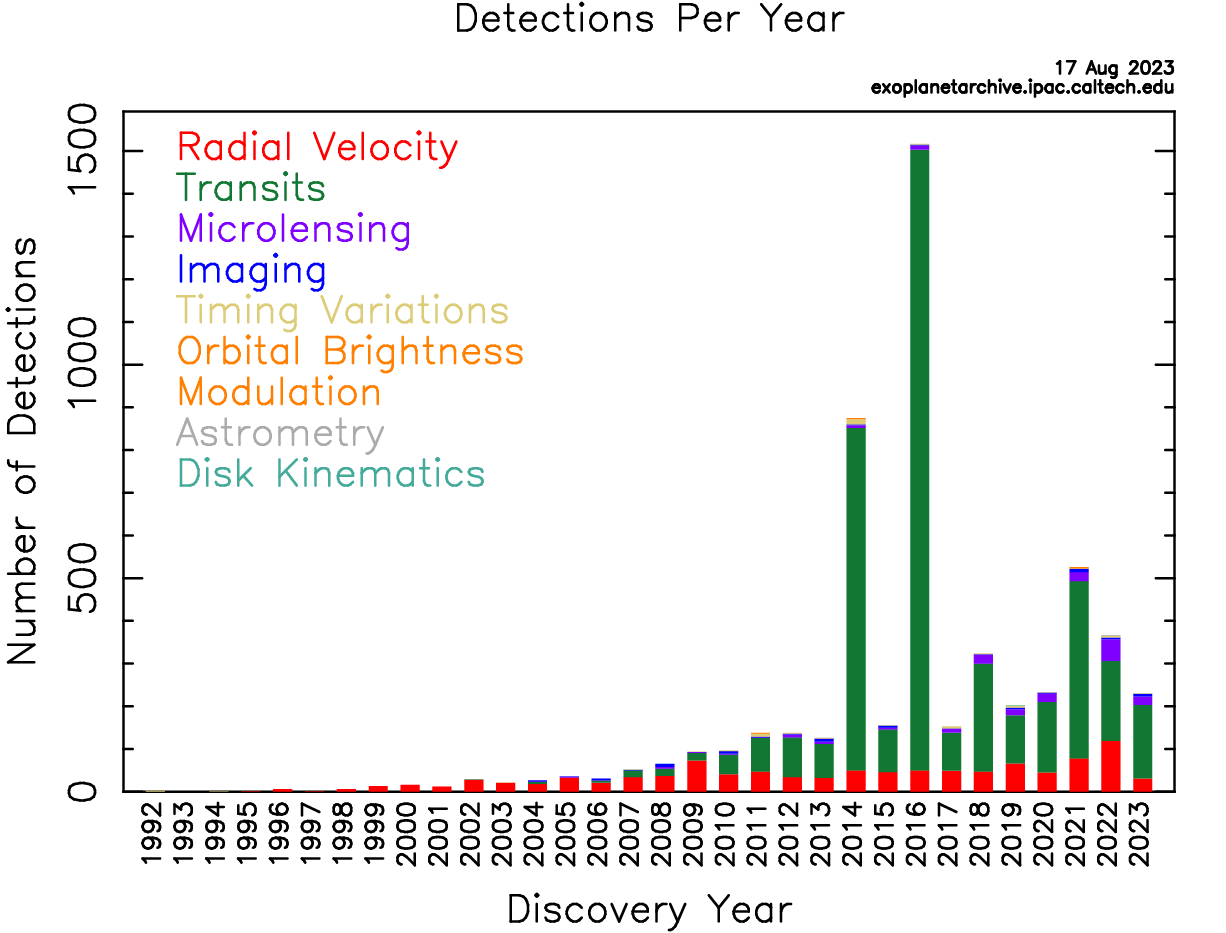 Detections Per Year
17 Aug 2023
exoplanetarchive.ipac.caltech.edu
Radial Velocity
Transits
Microlensing
Imaging
Timing Variations
Orbital Brightness
Modulation
Astrometry
Disk Kinematics
Number of Detections
1500
1000
500
0
1992 1993 1994 1995 1996 1997 1998 1999 2000 2001 2002 2003 2004 2005 2006 2007 2008 2009 2010 2011 2012 2013 2014 2015 2016 2017 2018 2019 2020 2021 2022 2023
Discovery Year